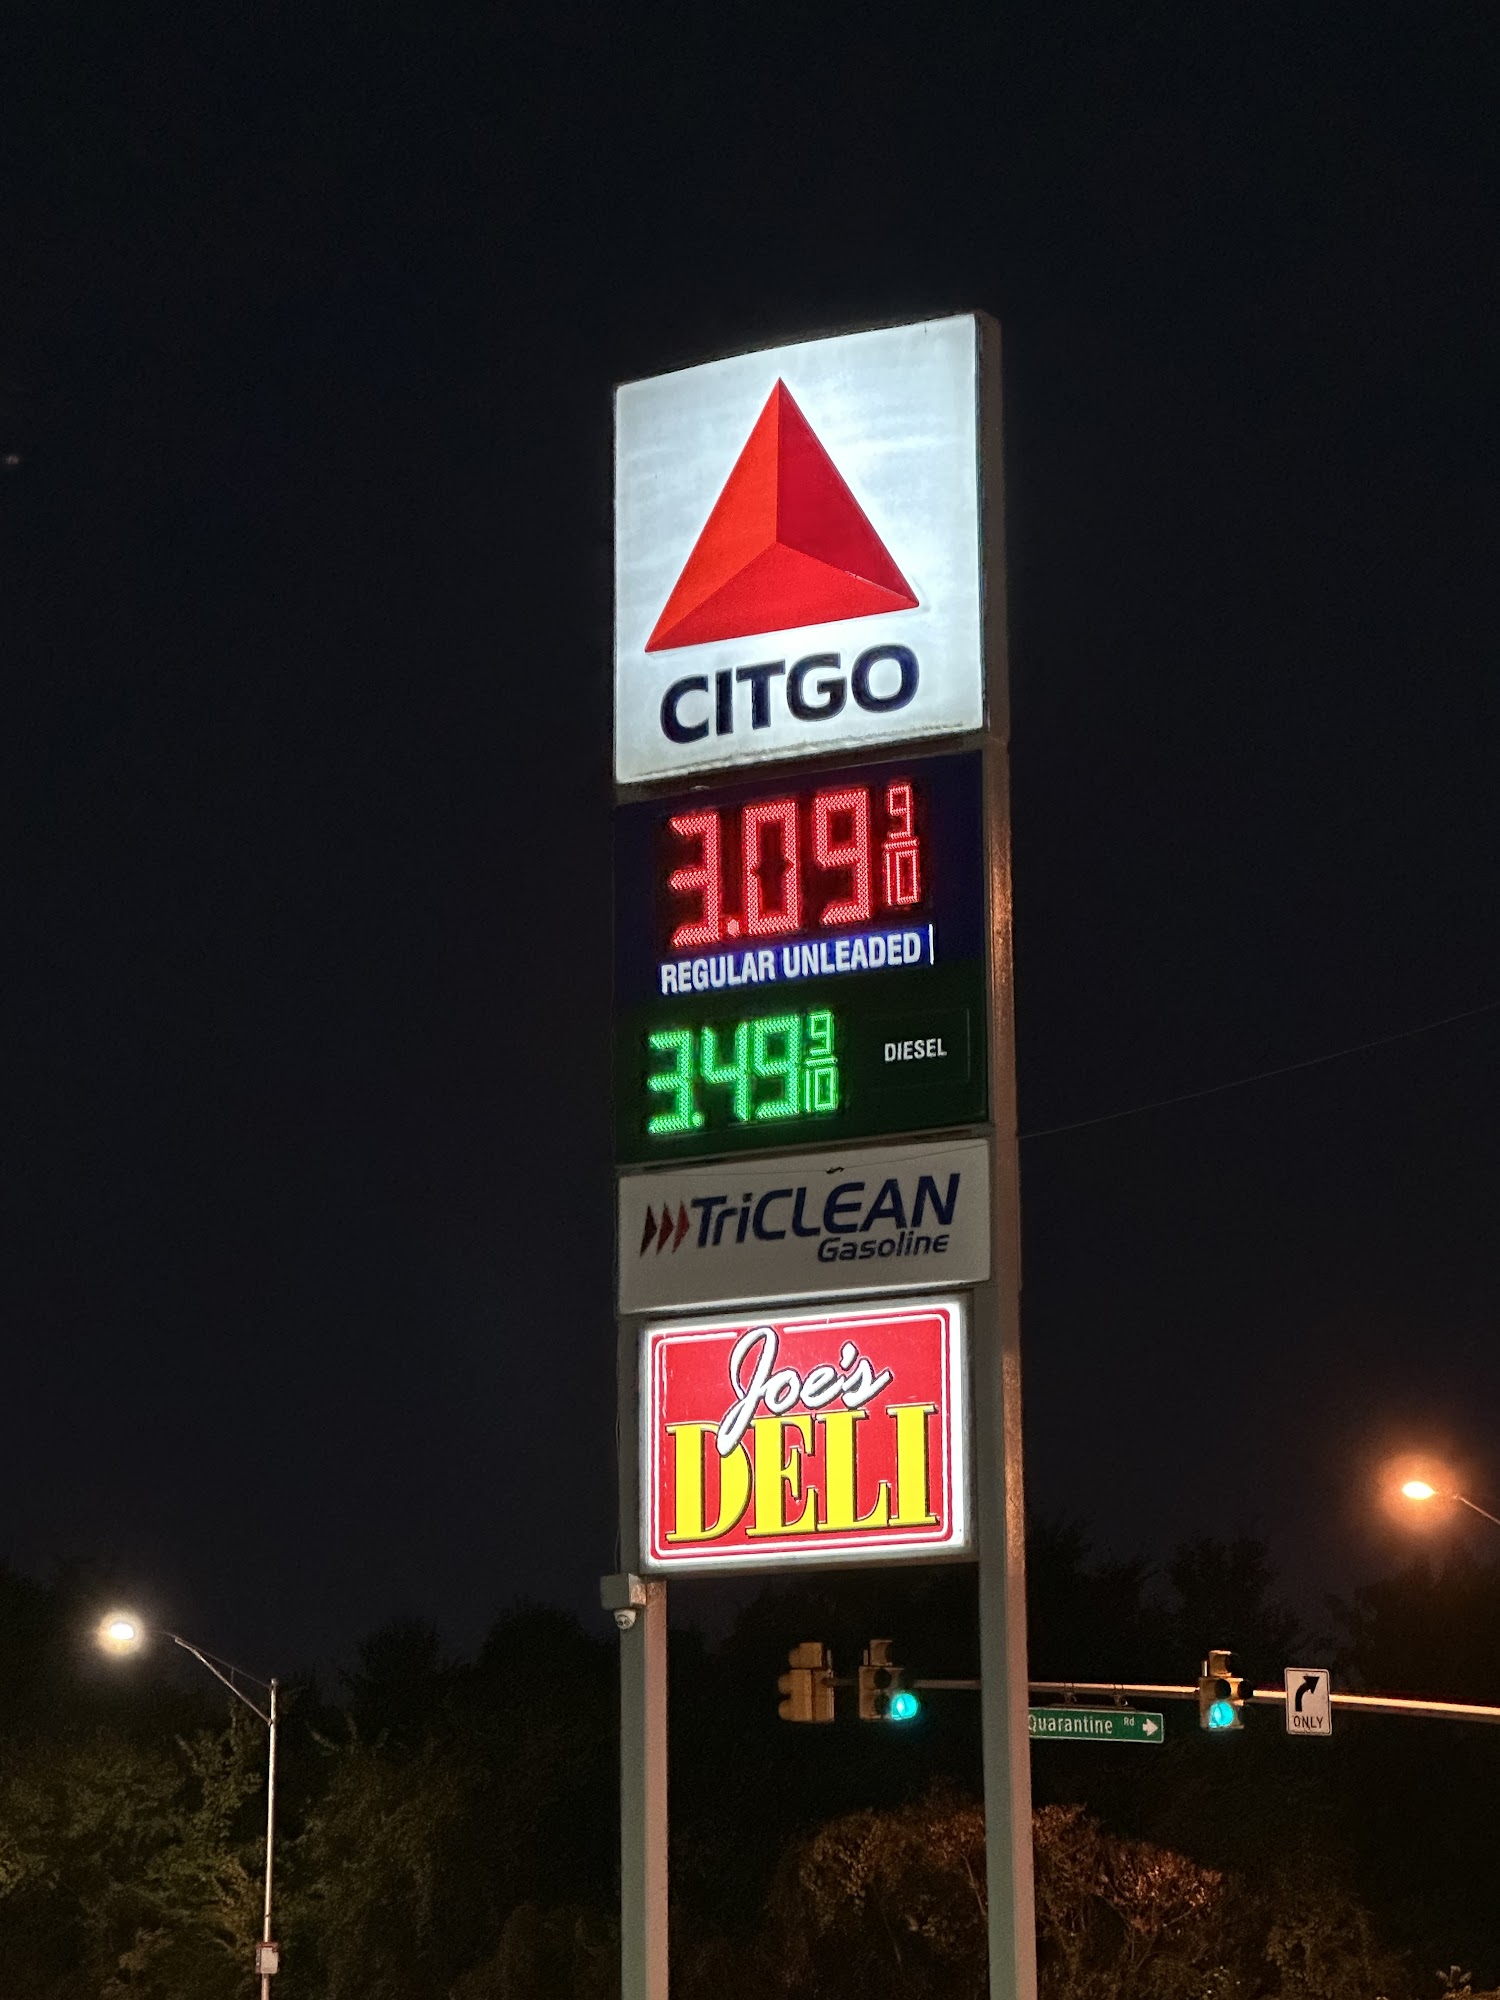 CITGO
3.09 9/10
REGULAR UNLEADED
3.49 9/10 DIESEL
TriCLEAN
Gasoline
Joe's
DELI
Quarantine Rd
ONLY